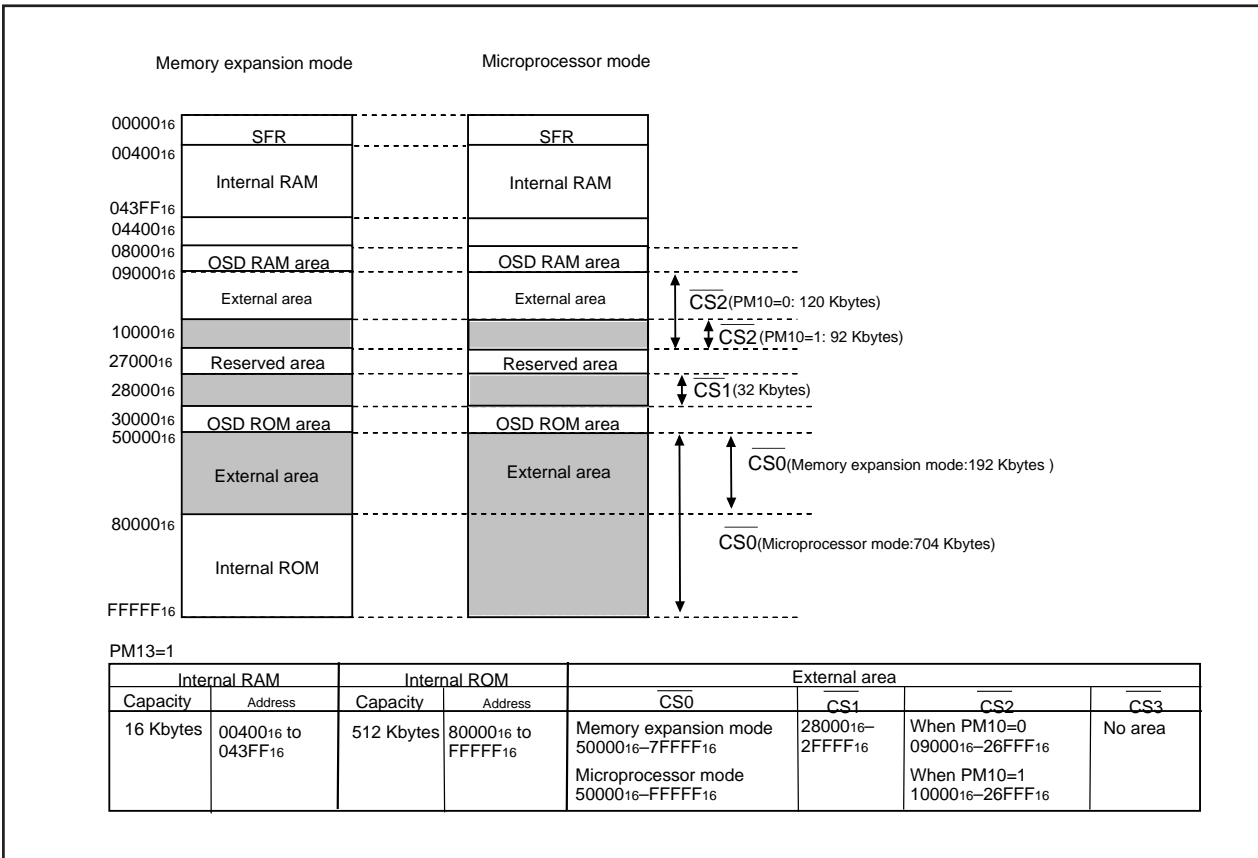 Memory expansion mode Microprocessor mode
0000016
SFR SFR
0040016
Internal RAM Internal RAM
043FF16
0440016
0800016
OSD RAM area OSD RAM area
0900016
External area External area
CS2(PM10=0: 120 Kbytes)
1000016
CS2(PM10=1: 92 Kbytes)
2700016
Reserved area Reserved area
2800016
CS1(32 Kbytes)
3000016
OSD ROM area OSD ROM area
5000016
External area External area
CS0(Memory expansion mode:192 Kbytes )
8000016
CS0(Microprocessor mode:704 Kbytes)
Internal ROM
FFFFF16
PM13=1
Internal RAM Internal ROM External area
Capacity Address Capacity Address CS0 CS1 CS2 CS3
16 Kbytes 0040016 to 512 Kbytes 8000016 to Memory expansion mode 2800016– When PM10=0 No area
043FF16 FFFFF16 5000016–7FFFF16 2FFFF16 0900016–26FFF16
Microprocessor mode When PM10=1
5000016–FFFFF16 1000016–26FFF16